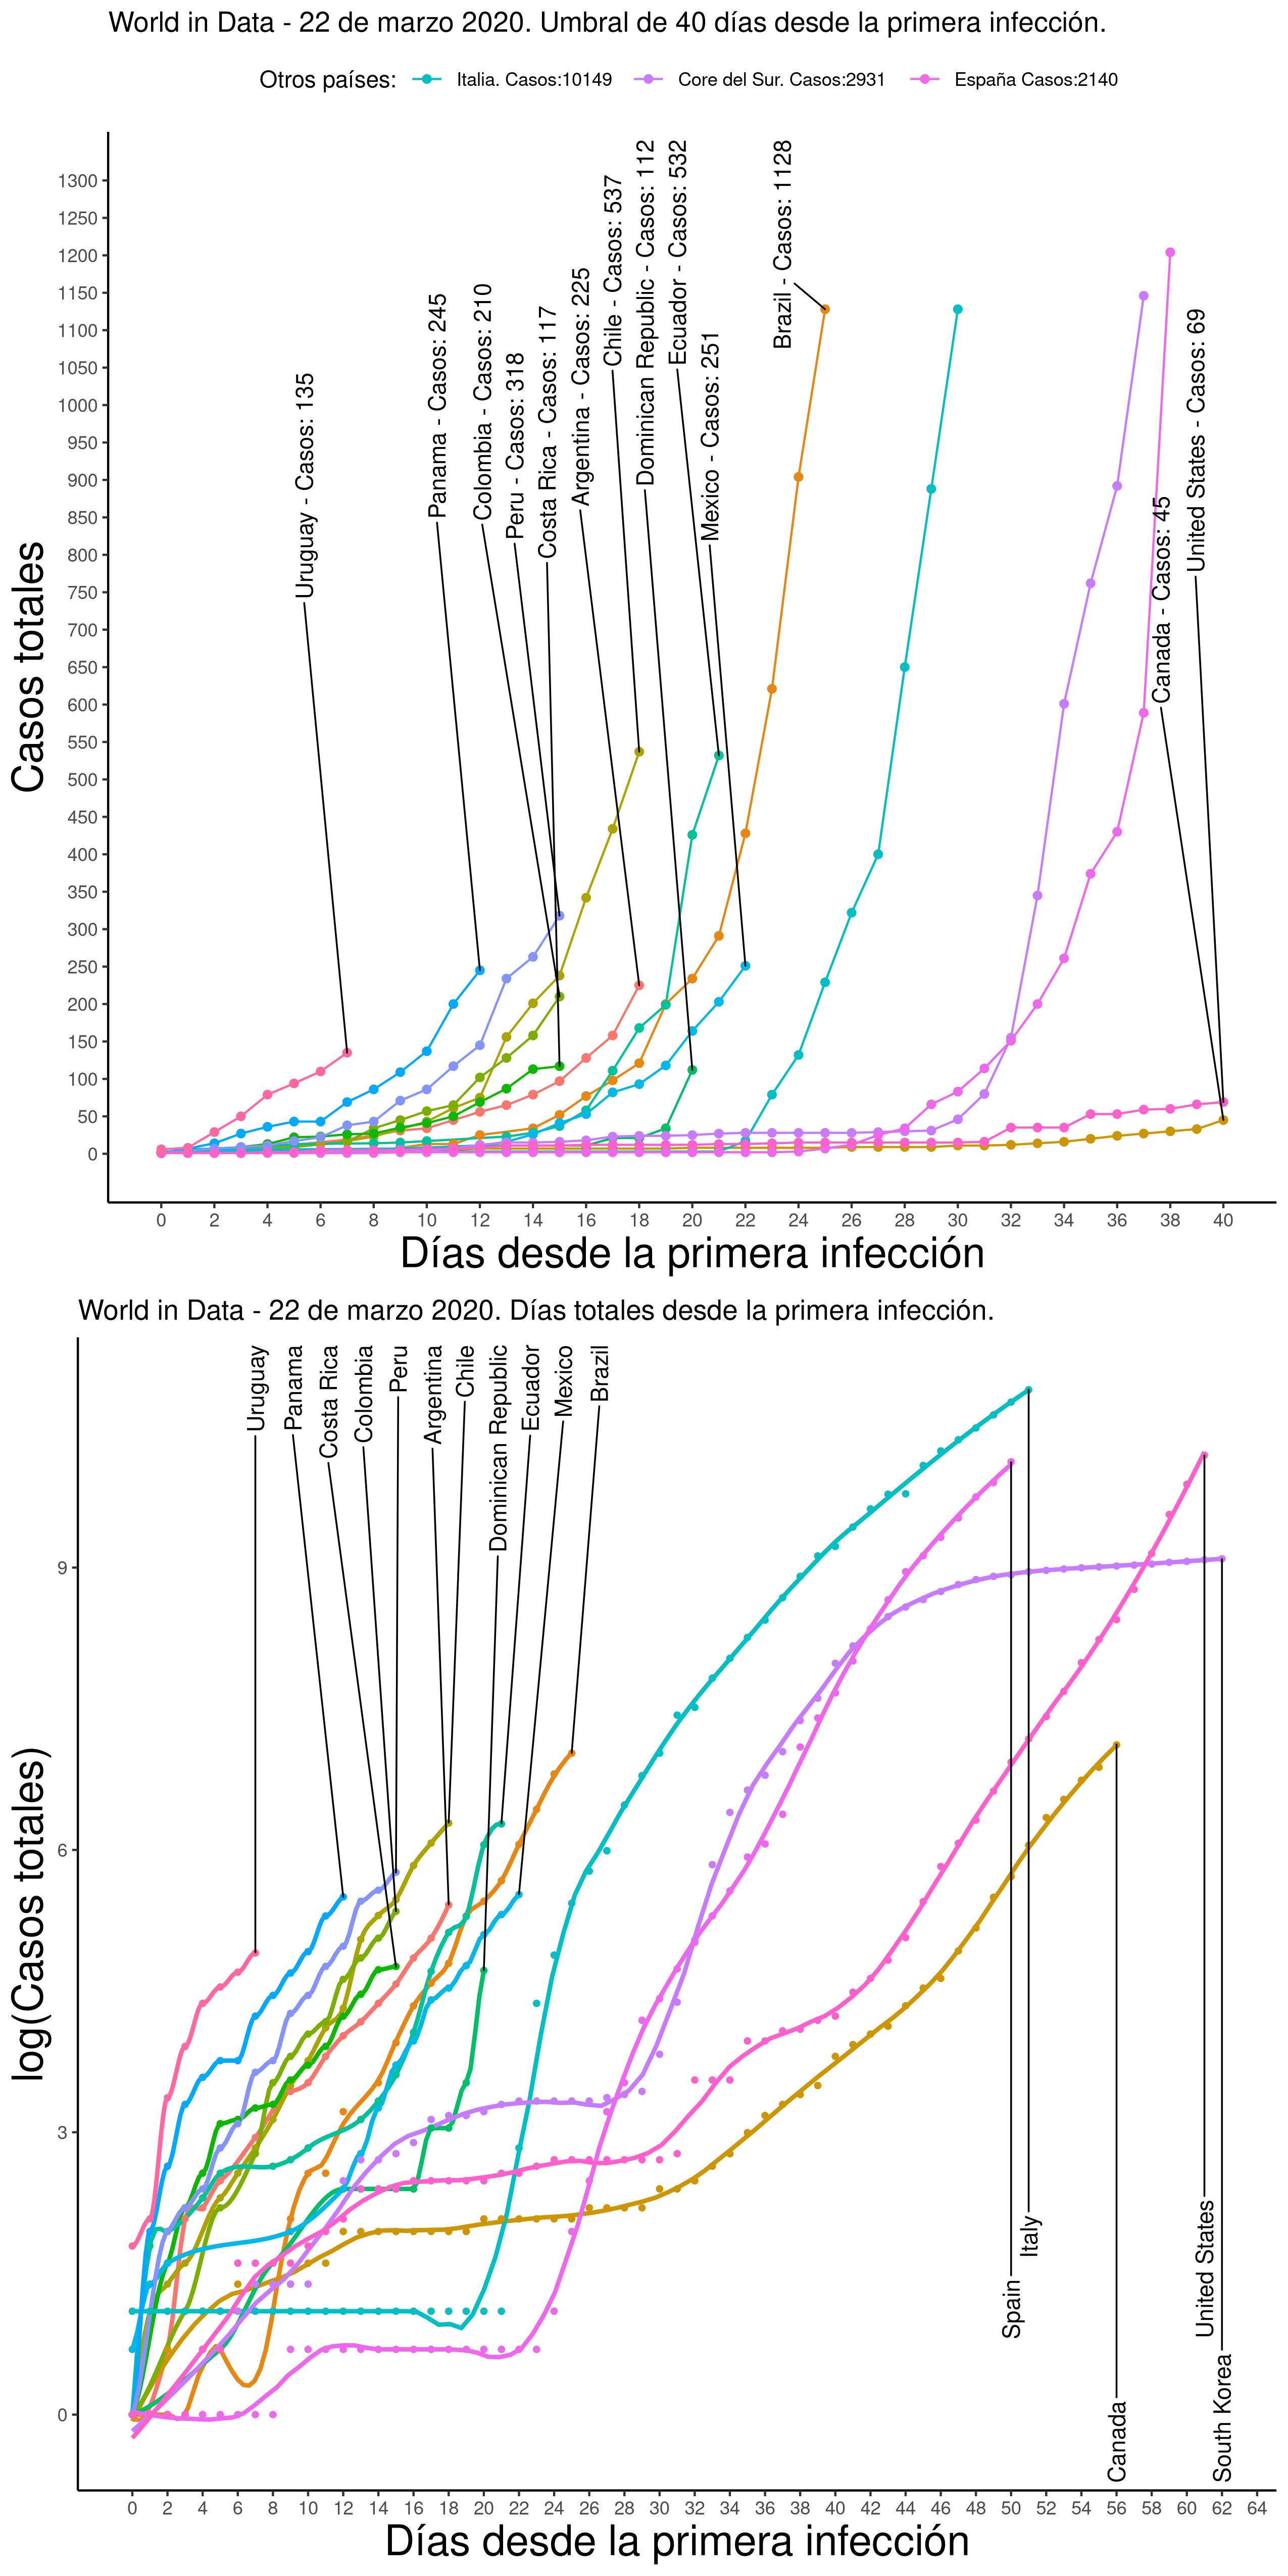 World in Data - 22 de marzo 2020. Umbral de 40 días desde la primera infección.
Otros países: Italia. Casos:10149 Core del Sur. Casos:2931 España Casos:2140
Casos totales
1300
1250
1200
1150
1100
1050
1000
950
900
850
800
750
700
650
600
550
500
450
400
350
300
250
200
150
100
50
0
Uruguay - Casos: 135
Panama - Casos: 245
Colombia - Casos: 210
Peru - Casos: 318
Costa Rica - Casos: 117
Argentina - Casos: 225
Chile - Casos: 537
Dominican Republic - Casos: 112
Ecuador - Casos: 532
Mexico - Casos: 251
Brazil - Casos: 1128
Canada - Casos: 45
United States - Casos: 69
0 2 4 6 8 10 12 14 16 18 20 22 24 26 28 30 32 34 36 38 40
Días desde la primera infección
World in Data - 22 de marzo 2020. Días totales desde la primera infección.
log(Casos totales)
9
6
3
0
Uruguay
Panama
Costa Rica
Colombia
Peru
Argentina
Chile
Dominican Republic
Ecuador
Mexico
Brazil
Spain
Italy
Canada
United States
South Korea
0 2 4 6 8 10 12 14 16 18 20 22 24 26 28 30 32 34 36 38 40 42 44 46 48 50 52 54 56 58 60 62 64
Días desde la primera infección